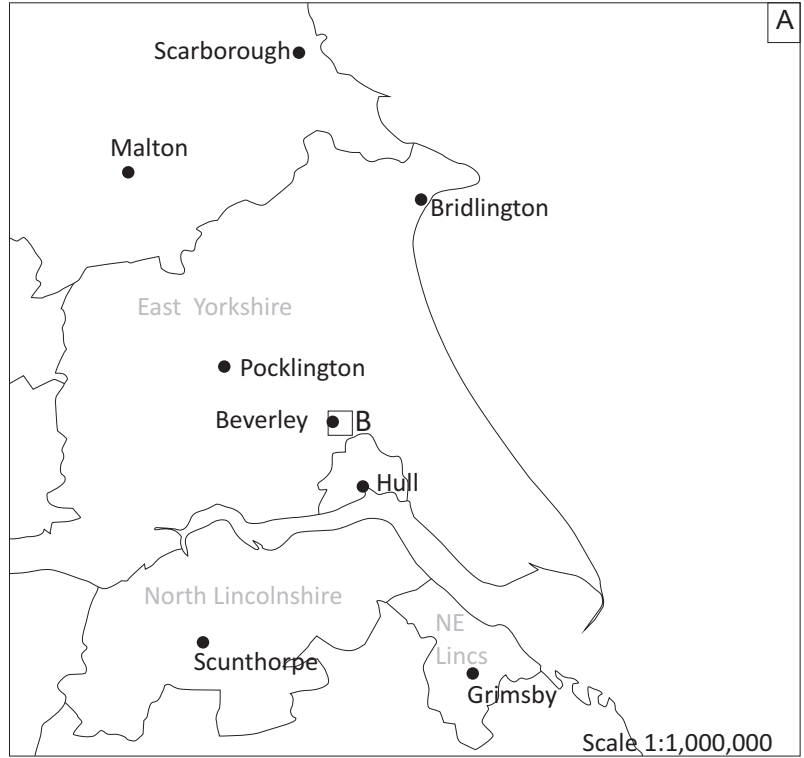 A
Scarborough
Malton
Bridlington
East Yorkshire
Pocklington
Beverley
B
Hull
North Lincolnshire
NE
Lincs
Scunthorpe
Grimsby
Scale 1:1,000,000